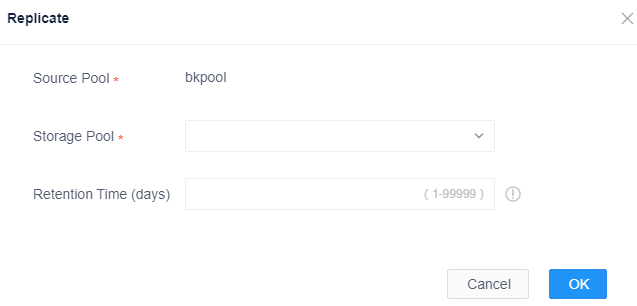 Replicate
Source Pool * bkpool
Storage Pool *
Retention Time (days) ( 1-99999 )
Cancel OK